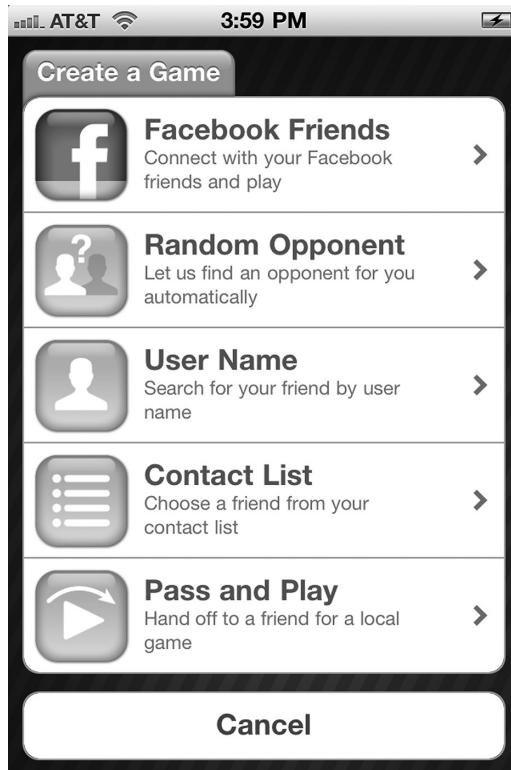 AT&T 3:59 PM
Create a Game
Facebook Friends
Connect with your Facebook
friends and play
Random Opponent
Let us find an opponent for you
automatically
User Name
Search for your friend by user
name
Contact List
Choose a friend from your
contact list
Pass and Play
Hand off to a friend for a local
game
Cancel